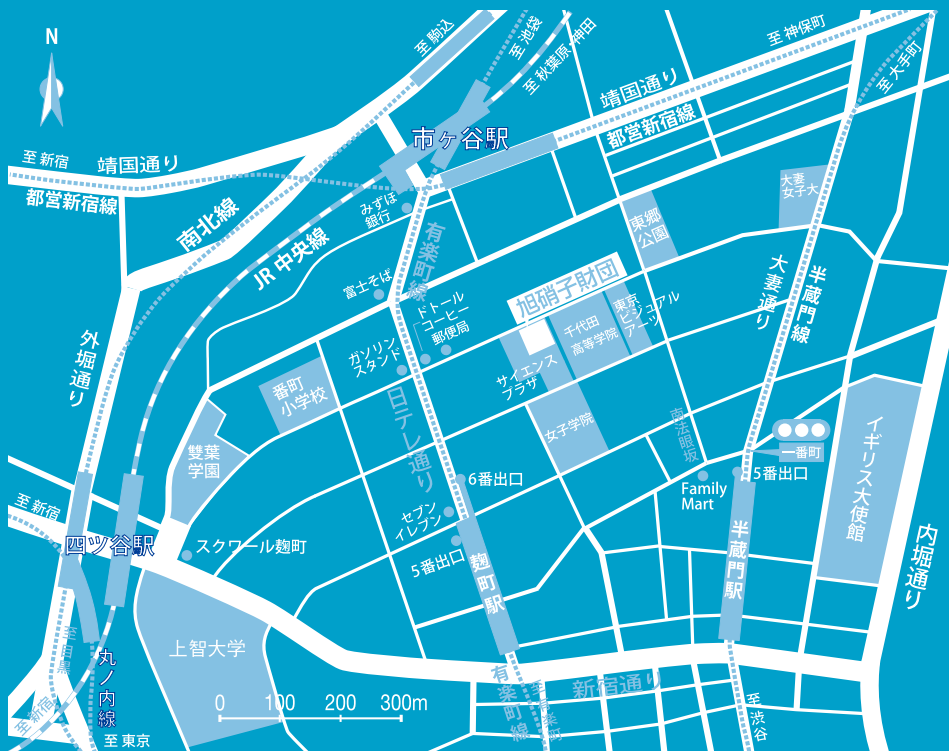 N
至 駒込
至 池袋
至 秋葉原・神田
至 神保町
至 大手町
靖国通り
都営新宿線
市ヶ谷駅
至 新宿
靖国通り
都営新宿線
南北線
JR 中央線
みずほ
銀行
有楽町線
東郷
公園
大妻
女子大
富士そば
ドトール
コーヒー
郵便局
旭硝子財団
千代田
高等学院
東京
ビジュアル
アーツ
大妻通り
半蔵門線
外堀通り
ガソリン
スタンド
サイエンス
プラザ
番町
小学校
日テレ通り
女子学院
南法眼坂
一番町
イギリス大使館
雙葉
学園
6番出口
5番出口
Family
Mart
至 新宿
セブン
イレブン
四ツ谷駅
スクワール麹町
5番出口
麹町駅
半蔵門駅
内堀通り
至目黒
丸ノ内線
上智大学
有楽町線
新宿通り
0 100 200 300m
至 新宿
至 渋谷
至 東京